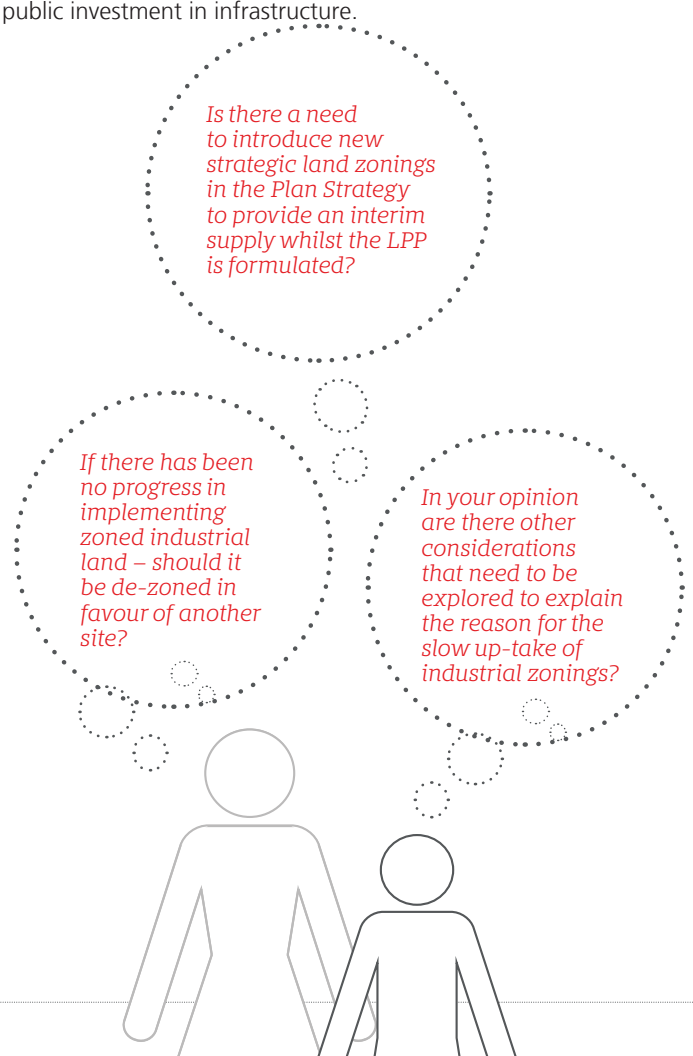 public investment in infrastructure.
Is there a need
to introduce new
strategic land zonings
in the Plan Strategy
to provide an interim
supply whilst the LPP
is formulated?
If there has been
no progress in
implementing
zoned industrial
land – should it
be de-zoned in
favour of another
site?
In your opinion
are there other
considerations
that need to be
explored to explain
the reason for the
slow up-take of
industrial zonings?